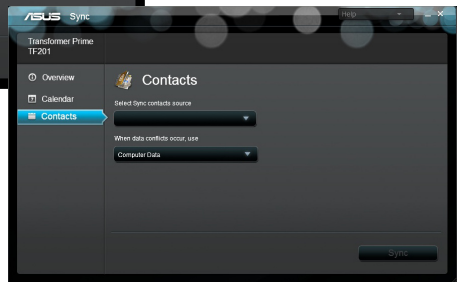 ASUS Sync
Help
Transformer Prime
TF201
Overview
Calendar
Contacts
Contacts
Select Sync contacts source
When data conflicts occur, use
Computer Data
Sync